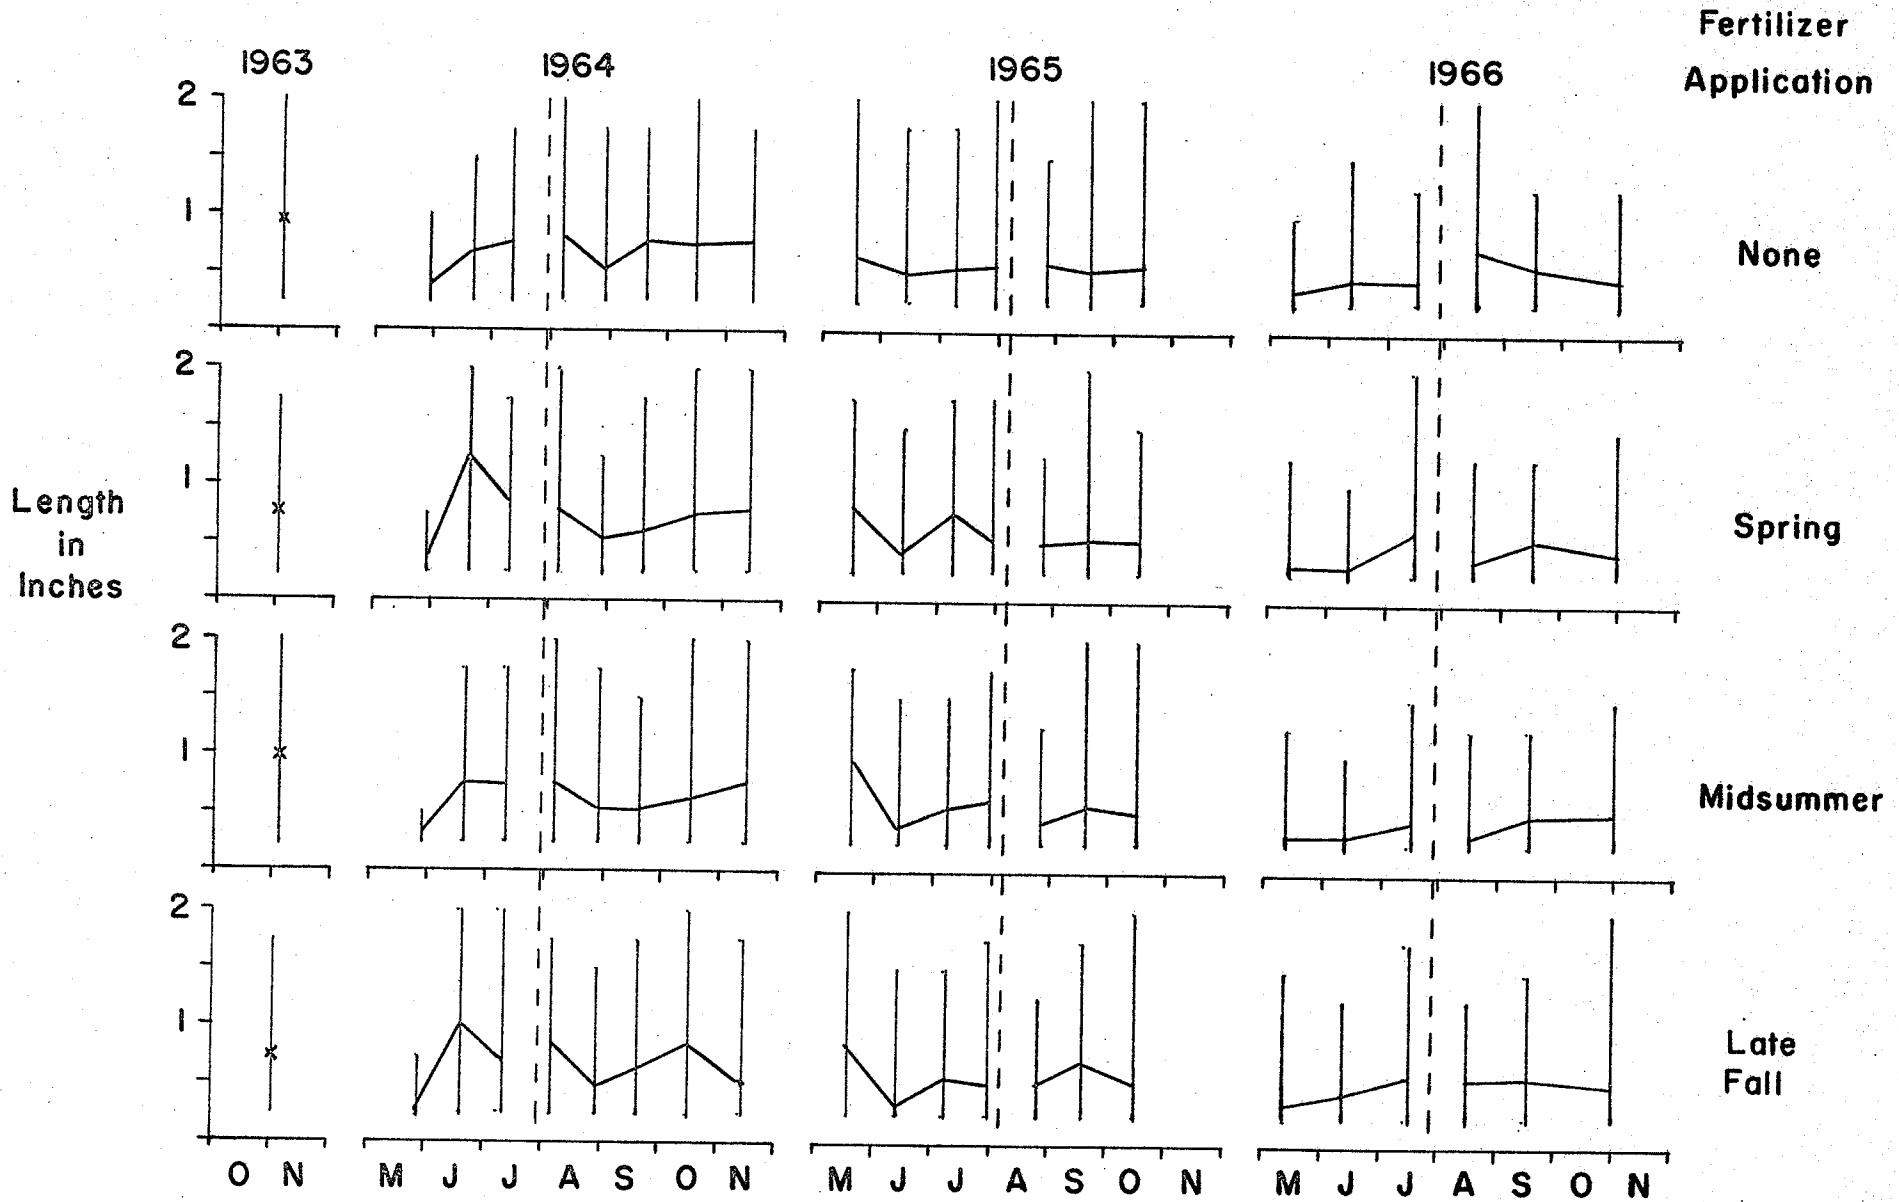 Fertilizer
Application
1963 1964 1965 1966
2
1
None
2
1
Spring
Length
in
Inches
2
1
Midsummer
2
1
Late
Fall
O N M J J A S O N M J J A S O N M J J A S O N